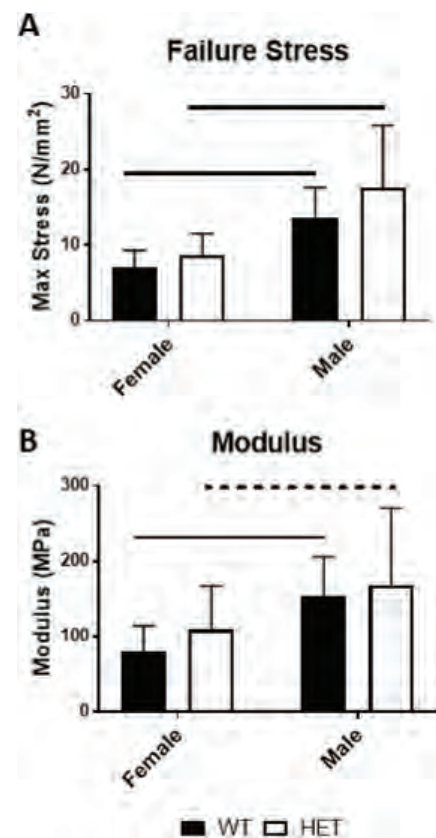 A
Failure Stress
Max Stress (N/mm²)
30
20
10
0
Female
Male
B
Modulus
Modulus (MPa)
300
200
100
0
Female
Male
WT HET